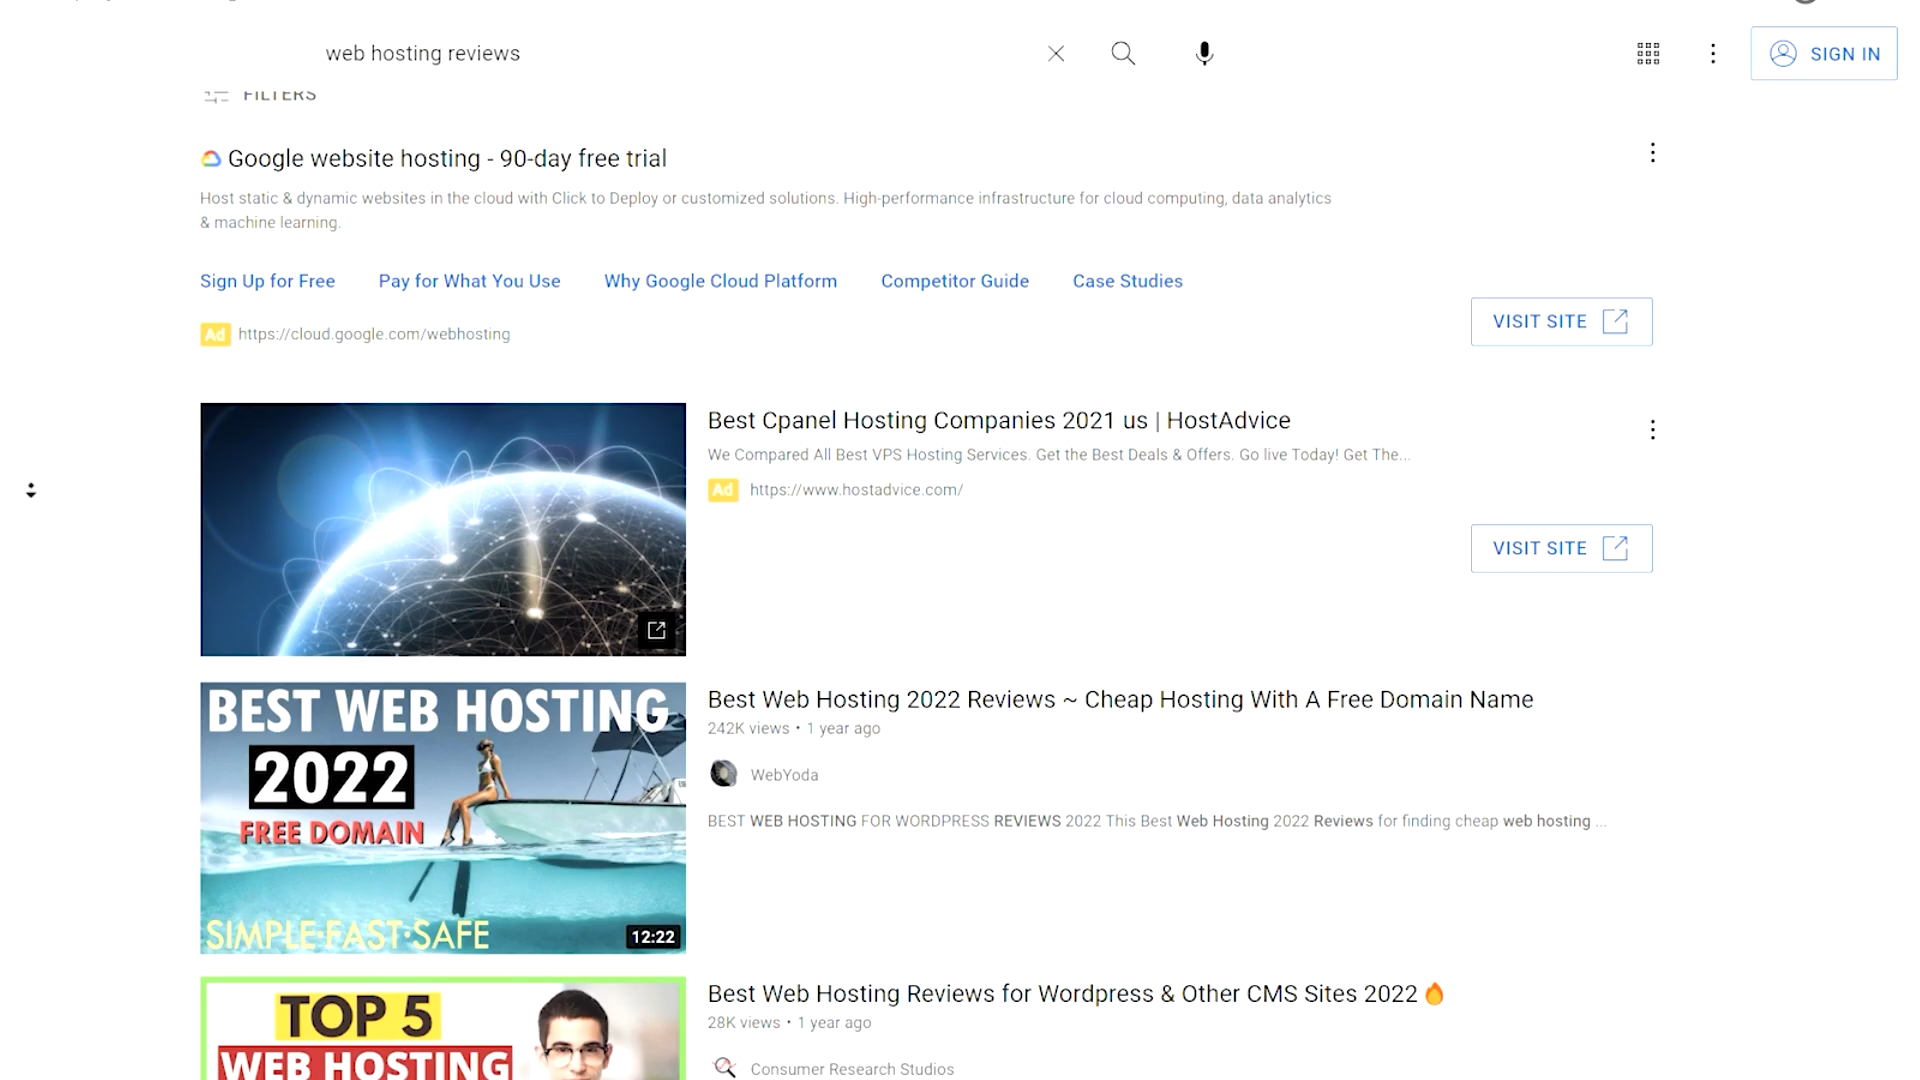 web hosting reviews
SIGN IN
FILTERS
Google website hosting - 90-day free trial
Host static & dynamic websites in the cloud with Click to Deploy or customized solutions. High-performance infrastructure for cloud computing, data analytics
& machine learning.
Sign Up for Free Pay for What You Use Why Google Cloud Platform Competitor Guide Case Studies
VISIT SITE
Ad https://cloud.google.com/webhosting
Best Cpanel Hosting Companies 2021 us | HostAdvice
We Compared All Best VPS Hosting Services. Get the Best Deals & Offers. Go live Today! Get The...
Ad https://www.hostadvice.com/
VISIT SITE
BEST WEB HOSTING
2022
FREE DOMAIN
SIMPLE·FAST·SAFE
12:22
Best Web Hosting 2022 Reviews ~ Cheap Hosting With A Free Domain Name
242K views • 1 year ago
WebYoda
BEST WEB HOSTING FOR WORDPRESS REVIEWS 2022 This Best Web Hosting 2022 Reviews for finding cheap web hosting ...
TOP 5
WEB HOSTING
Best Web Hosting Reviews for Wordpress & Other CMS Sites 2022🔥
28K views • 1 year ago
Consumer Research Studios